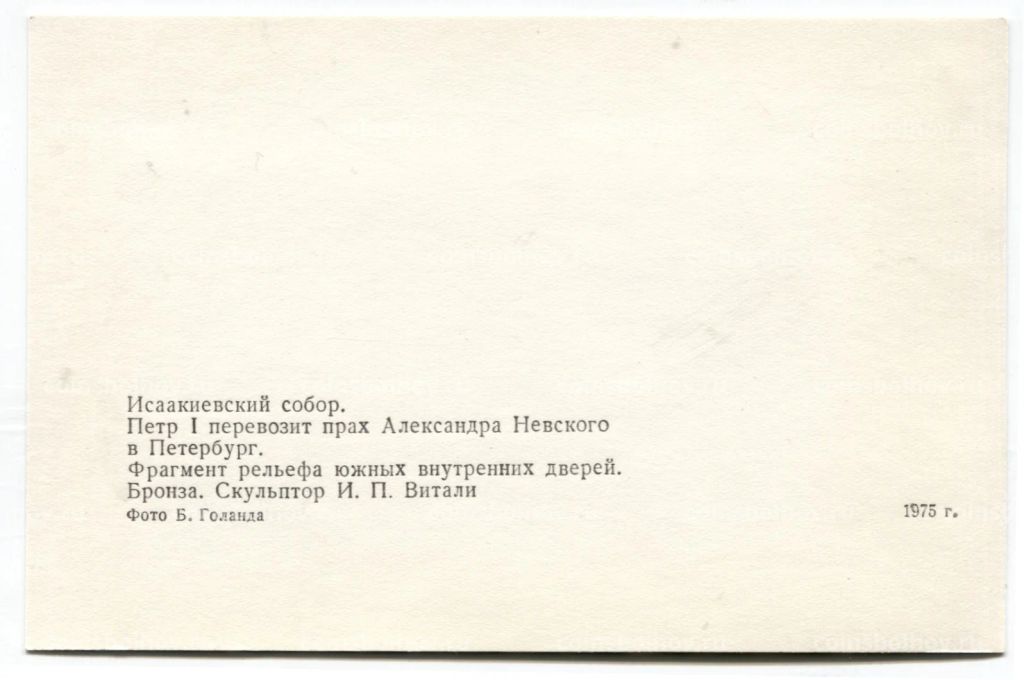 Исаакиевский собор.
Петр I перевозит прах Александра Невского
в Петербург.
Фрагмент рельефа южных внутренних дверей.
Бронза. Скульптор И. П. Витали
Фото Б. Голанда
1975 г.